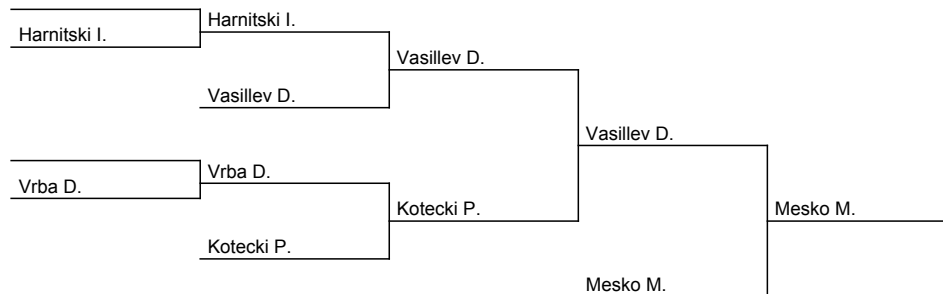 Harnitski I.
Harnitski I.
Vasillev D.
Vasillev D.
Vasillev D.
Vrba D.
Vrba D.
Kotecki P.
Mesko M.
Kotecki P.
Mesko M.